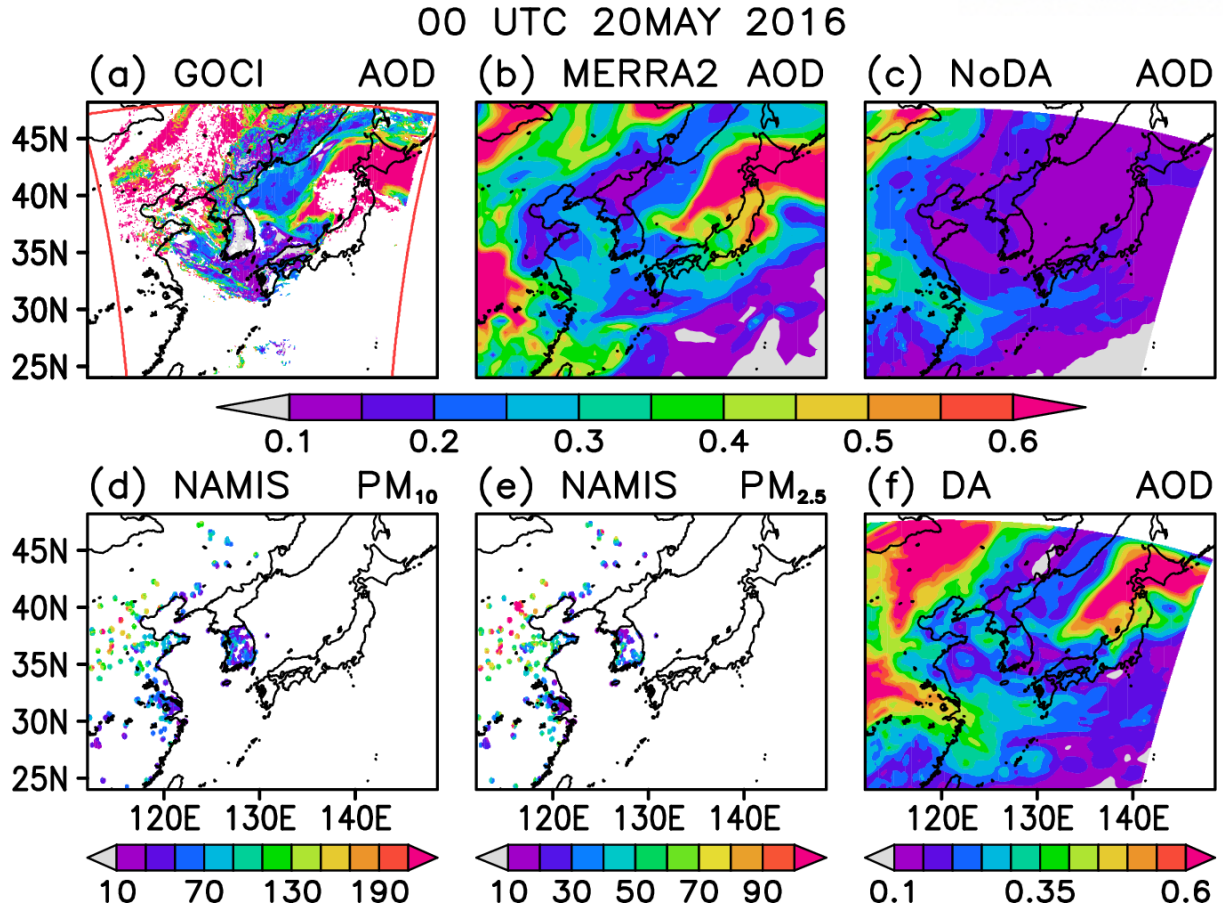 00 UTC 20MAY 2016
(a) GOCI AOD
(b) MERRA2 AOD
(c) NoDA AOD
45N
40N
35N
30N
25N
0.1 0.2 0.3 0.4 0.5 0.6
(d) NAMIS PM10
(e) NAMIS PM2.5
(f) DA AOD
45N
40N
35N
30N
25N
120E 130E 140E
120E 130E 140E
120E 130E 140E
10 70 130 190
10 30 50 70 90
0.1 0.35 0.6